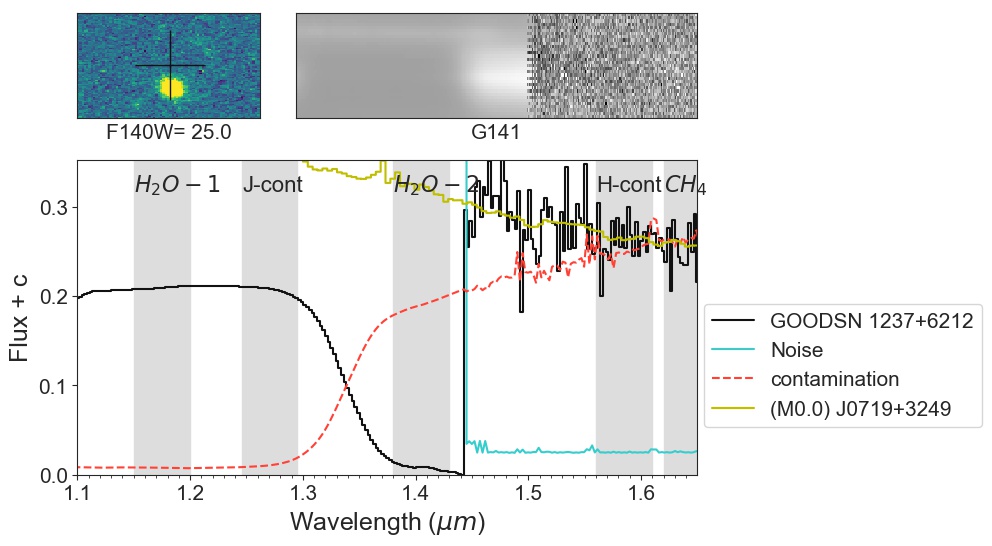 F140W= 25.0
G141
H₂O − 1
J-cont
H₂O − 2
H-cont
CH₄
0.3
0.2
0.1
0.0
Flux + c
1.1
1.2
1.3
1.4
1.5
1.6
Wavelength (μm)
GOODSN 1237+6212
Noise
contamination
(M0.0) J0719+3249